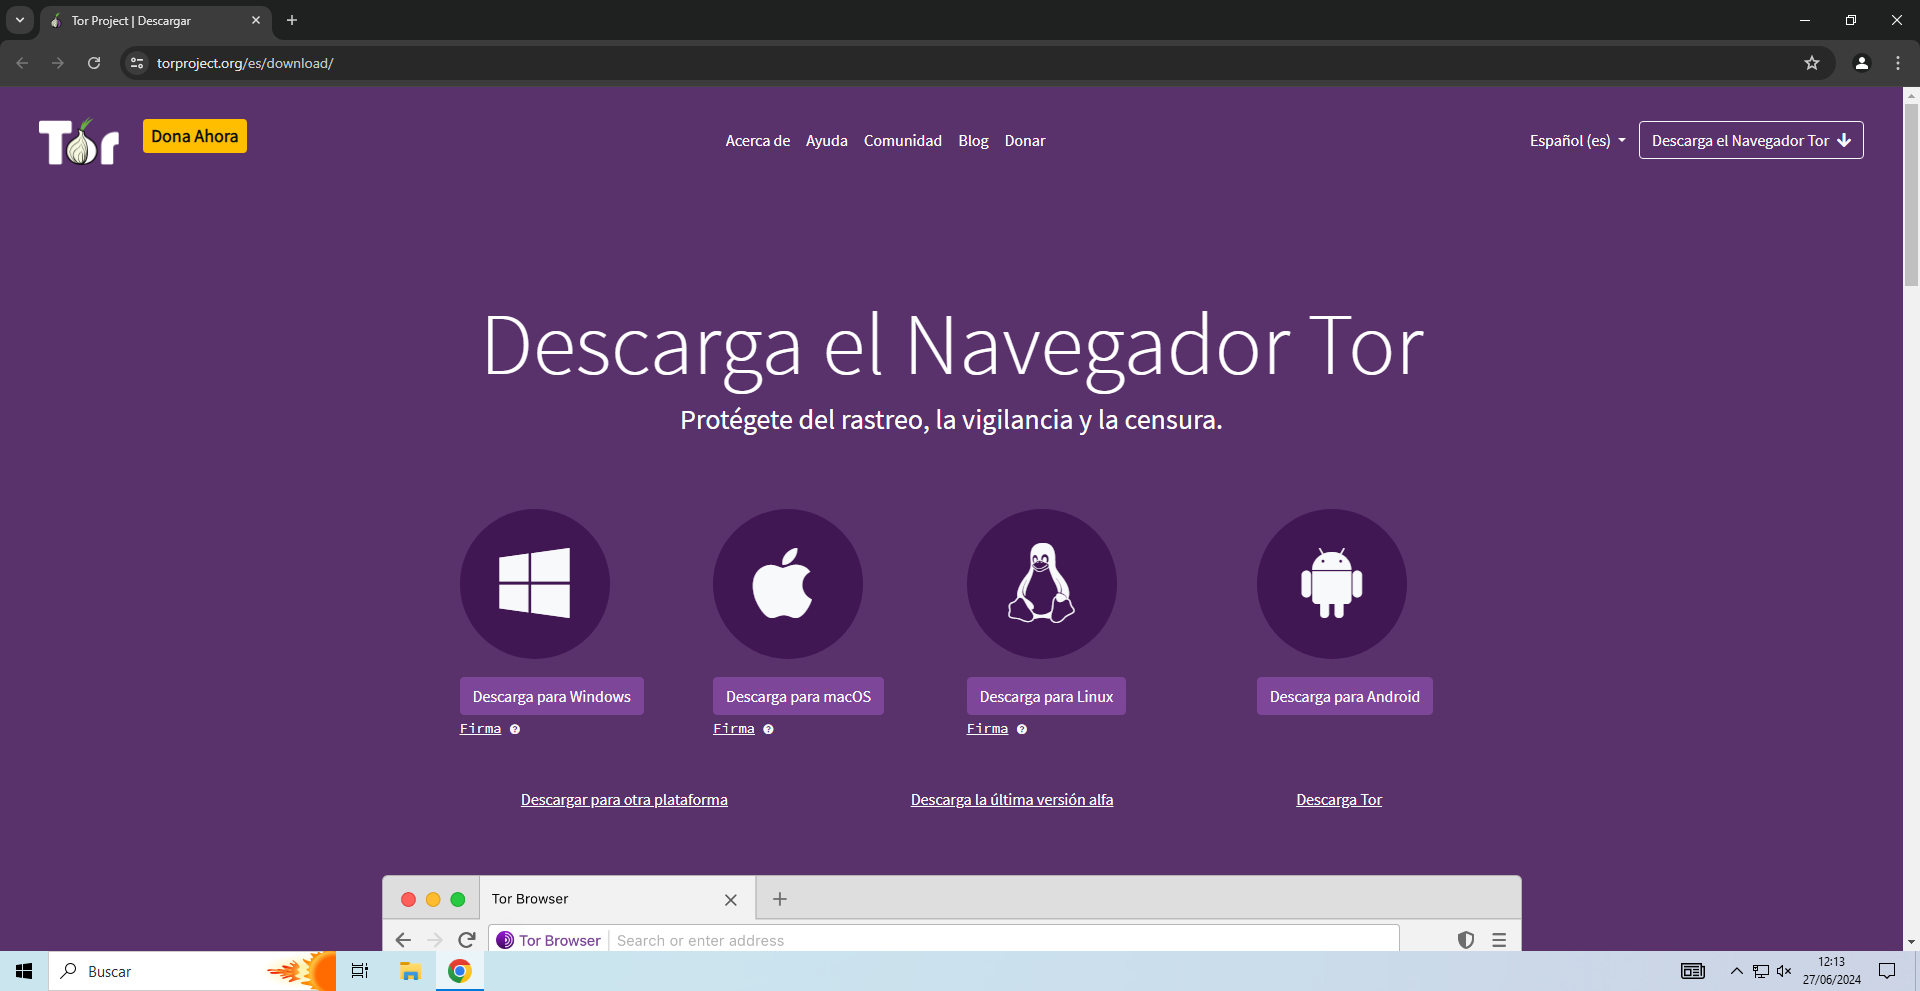 Tor Project | Descargar
torproject.org/es/download/
Tor
Dona Ahora
Acerca de
Ayuda
Comunidad
Blog
Donar
Español (es)
Descarga el Navegador Tor
Descarga el Navegador Tor
Protégete del rastreo, la vigilancia y la censura.
Descarga para Windows
Descarga para macOS
Descarga para Linux
Descarga para Android
Firma ?
Firma ?
Firma ?
Descargar para otra plataforma
Descarga la última versión alfa
Descarga Tor
Tor Browser
Tor Browser
Search or enter address
Buscar
12:13
27/06/2024